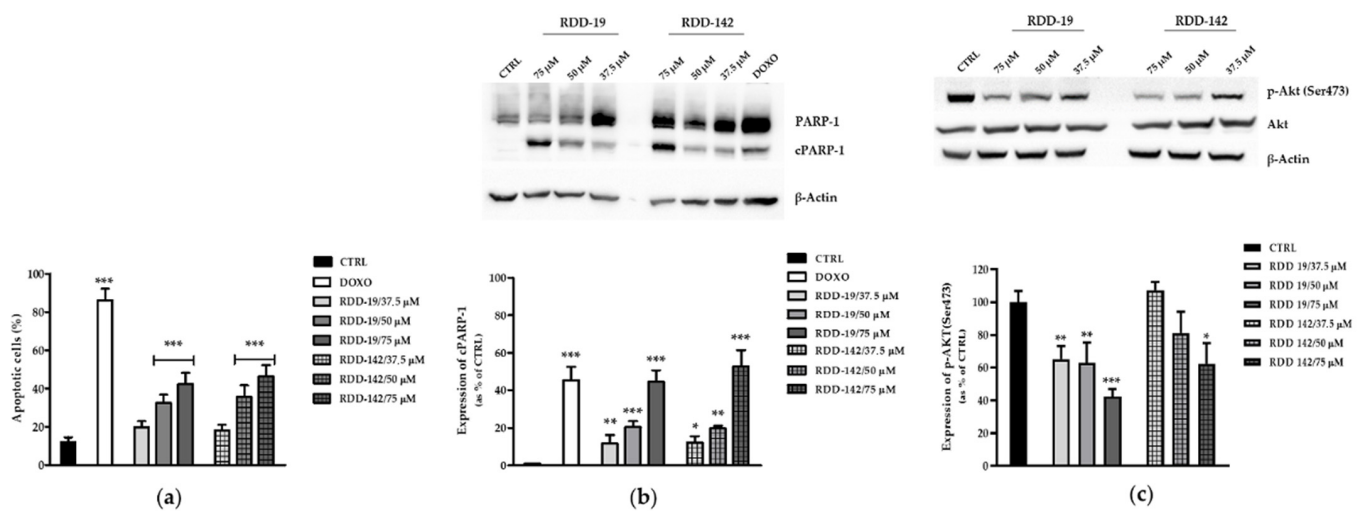 RDD-19 RDD-142
CTRL 75 µM 50 µM 37.5 µM 75 µM 50 µM 37.5 µM DOXO
PARP-1
cPARP-1
β-Actin
RDD-19 RDD-142
CTRL 75 µM 50 µM 37.5 µM 75 µM 50 µM 37.5 µM
p-Akt (Ser473)
Akt
β-Actin
Apoptotic cells (%)
100
80
60
40
20
0
***
***
***
CTRL
DOXO
RDD-19/37.5 µM
RDD-19/50 µM
RDD-19/75 µM
RDD-142/37.5 µM
RDD-142/50 µM
RDD-142/75 µM
(a)
Expression of cPARP-1
(as % of CTRL)
100
80
60
40
20
0
***
**
***
***
*
**
***
CTRL
DOXO
RDD-19/37.5 µM
RDD-19/50 µM
RDD-19/75 µM
RDD-142/37.5 µM
RDD-142/50 µM
RDD-142/75 µM
(b)
Expression of p-AKT(Ser473)
(as % of CTRL)
120
100
80
60
40
20
0
**
**
***
*
CTRL
RDD 19/37.5 µM
RDD 19/50 µM
RDD 19/75 µM
RDD 142/37.5 µM
RDD 142/50 µM
RDD 142/75 µM
(c)